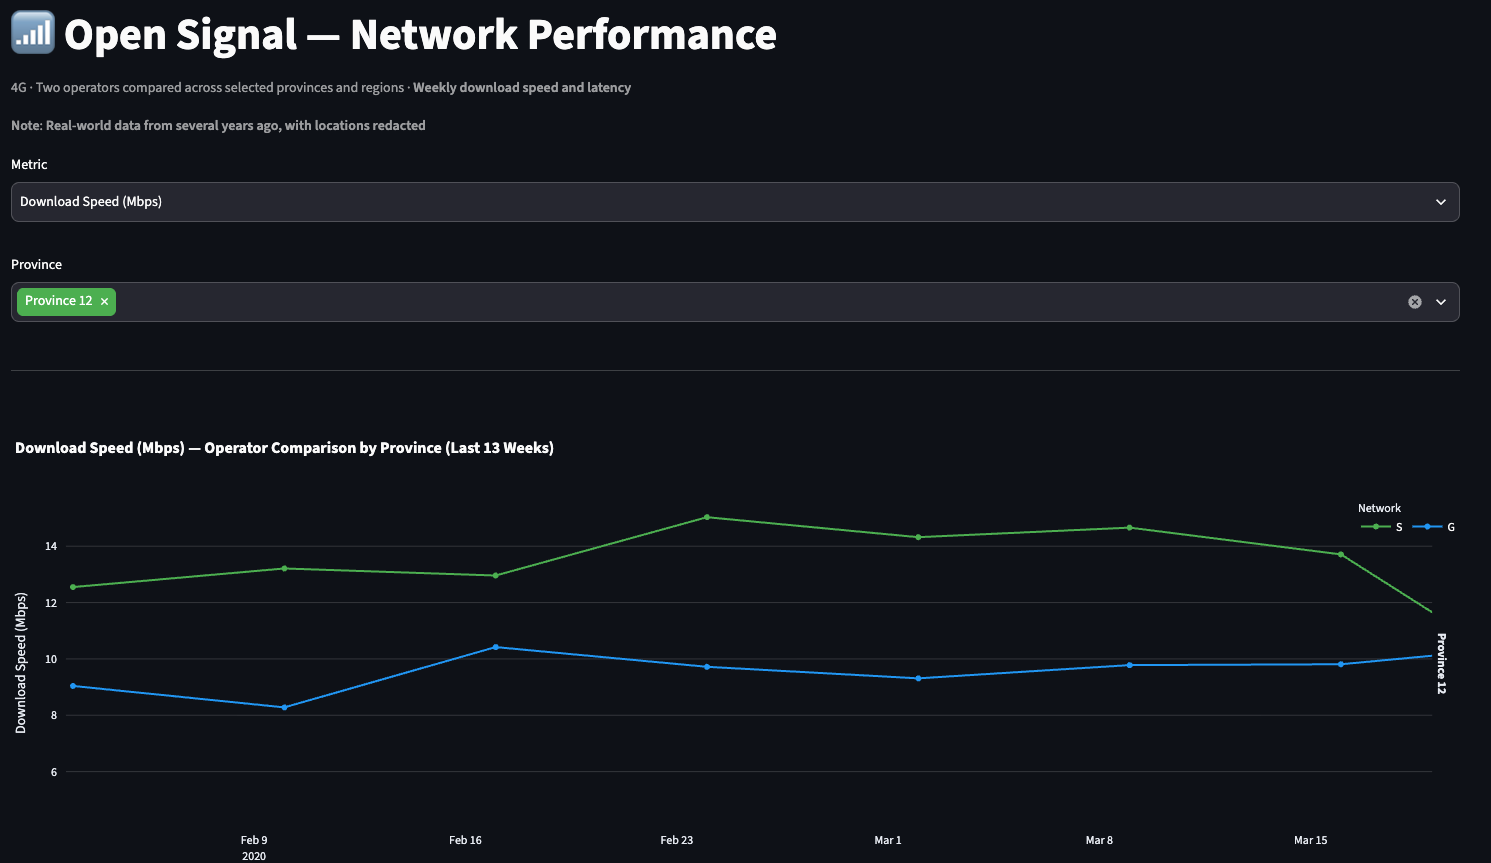 Open Signal — Network Performance
4G · Two operators compared across selected provinces and regions · Weekly download speed and latency
Note: Real-world data from several years ago, with locations redacted
Metric
Download Speed (Mbps)
Province
Province 12 ×
Download Speed (Mbps) — Operator Comparison by Province (Last 13 Weeks)
Network
S G
14
12
10
8
6
Download Speed (Mbps)
Province 12
Feb 9 Feb 16 Feb 23 Mar 1 Mar 8 Mar 15
2020